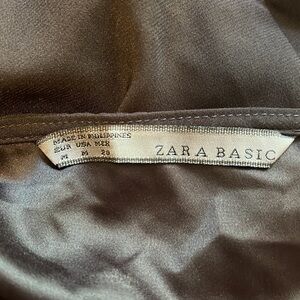 MADE IN PHILIPPINES
EUR USA MEX
M M 28
ZARA BASIC